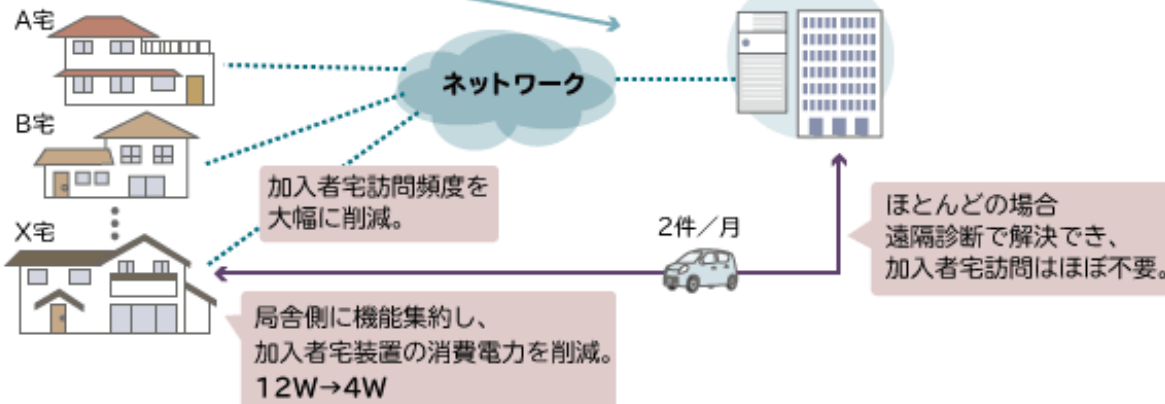 A宅
ネットワーク
B宅
加入者宅訪問頻度を
大幅に削減。
X宅
2件／月
ほとんどの場合
遠隔診断で解決でき、
加入者宅訪問はほぼ不要。
局舎側に機能集約し、
加入者宅装置の消費電力を削減。
12W→4W